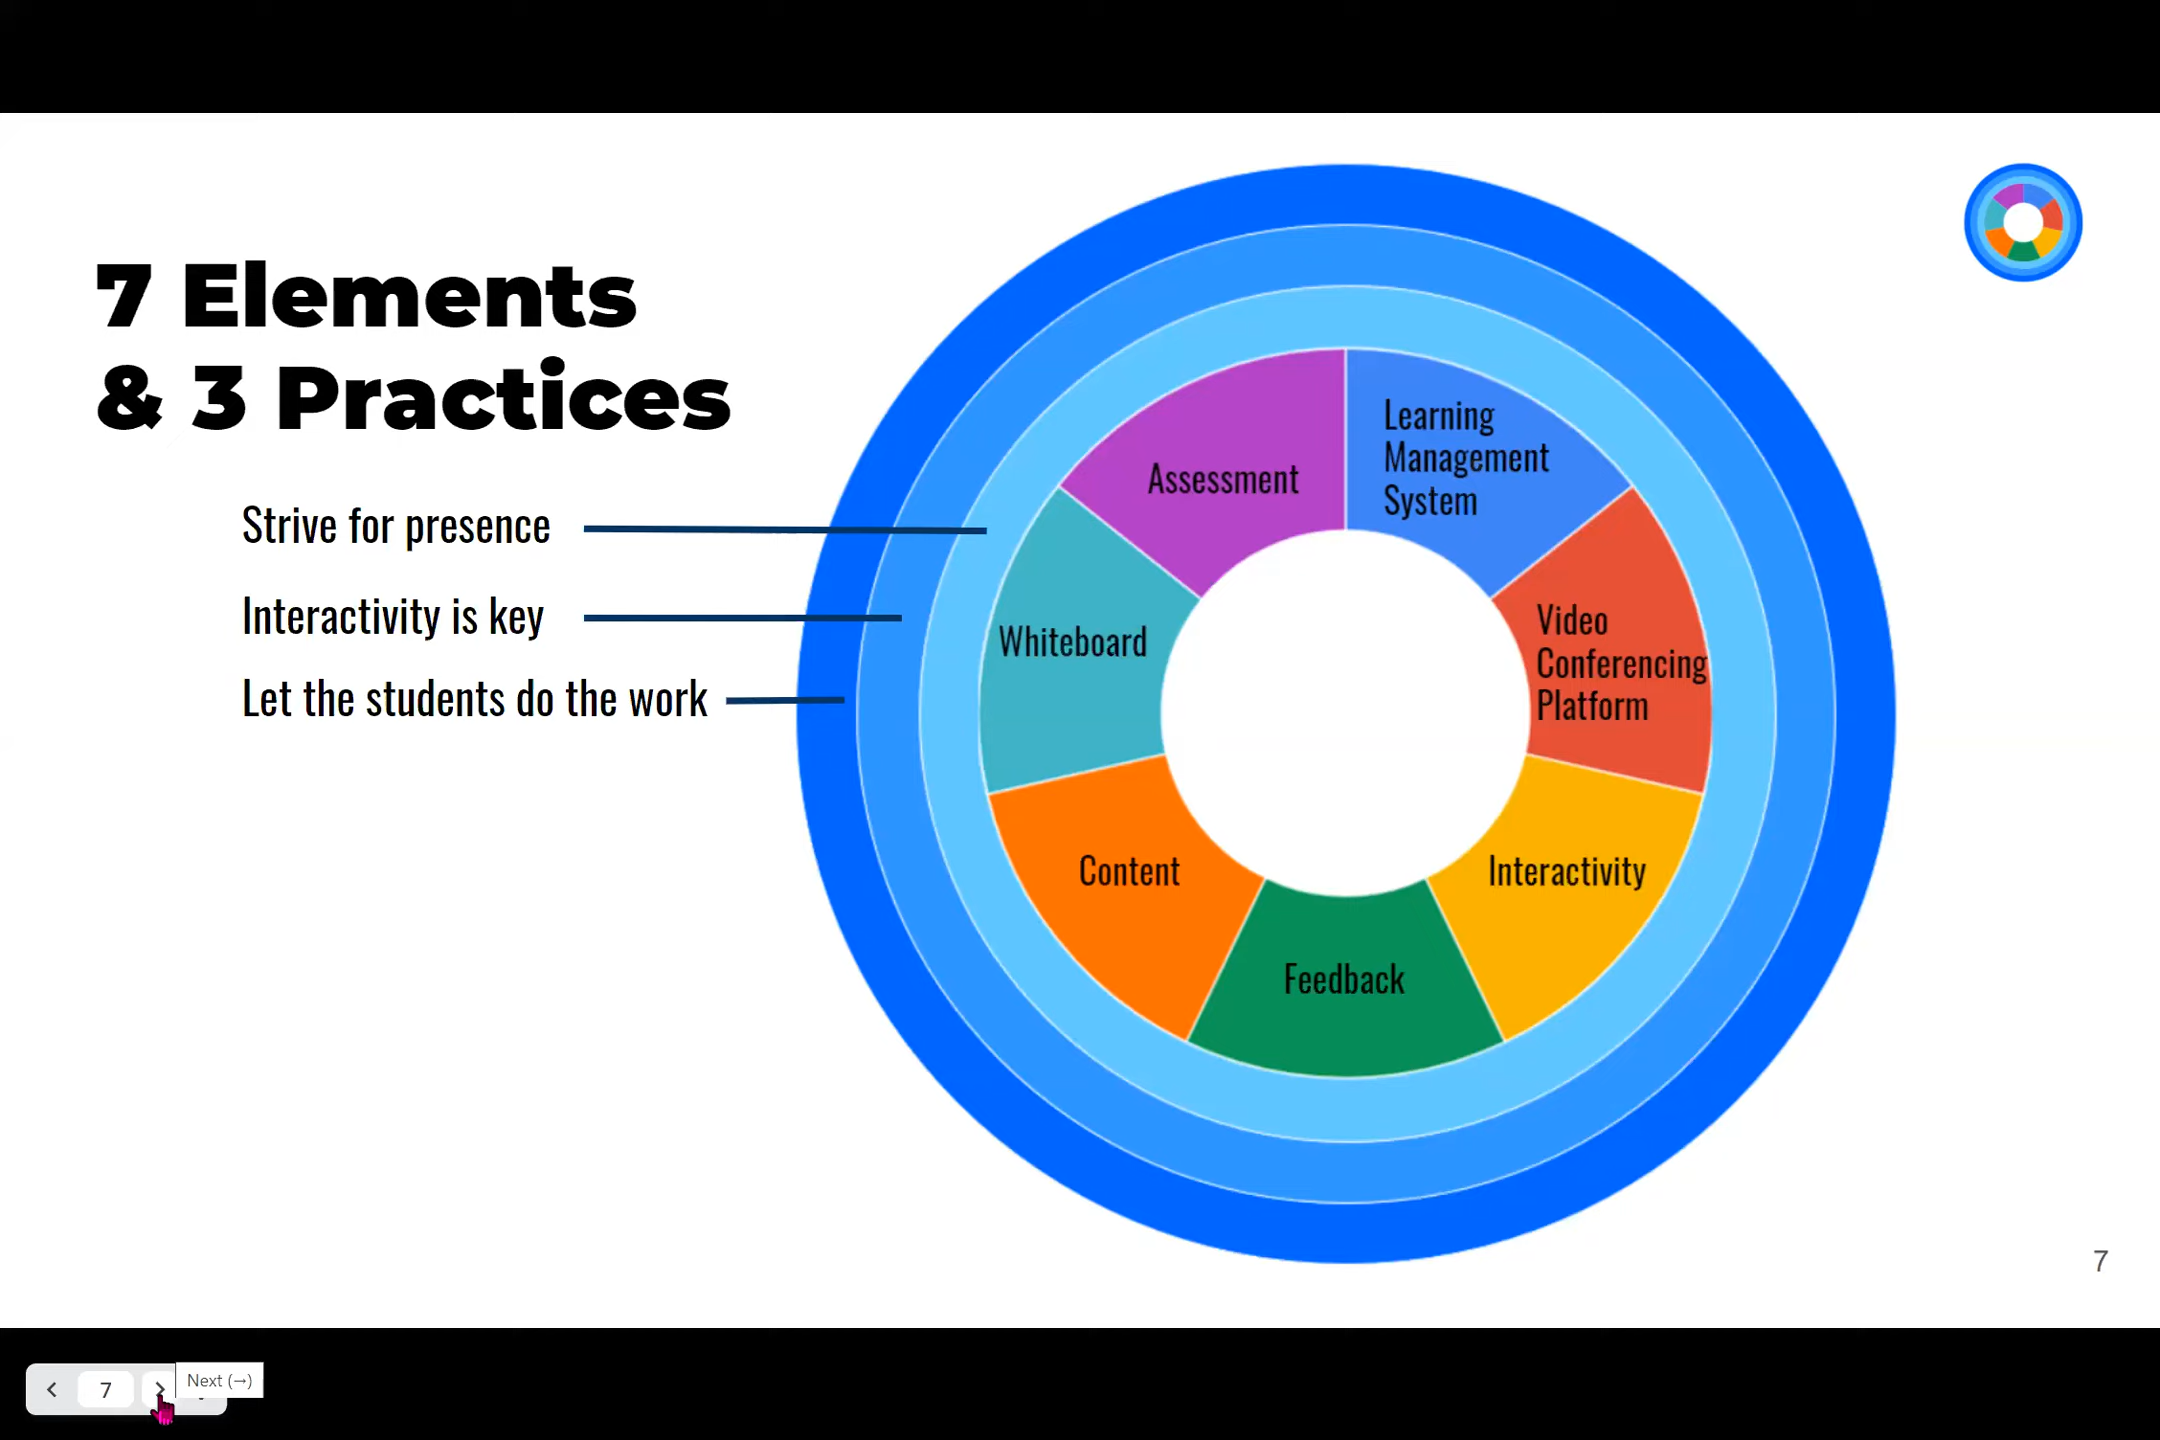 7 Elements
& 3 Practices
Strive for presence
Interactivity is key
Let the students do the work
Assessment
Learning
Management
System
Whiteboard
Video
Conferencing
Platform
Content
Interactivity
Feedback
7
7
Next (→)